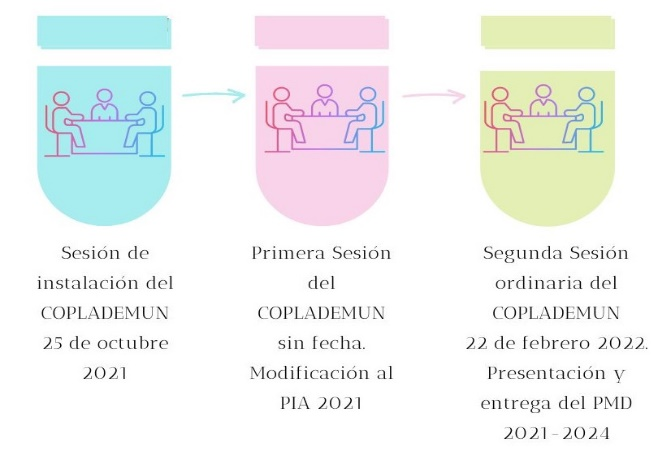 Sesión de
instalación del
COPLADEMUN
25 de octubre
2021
Primera Sesión
del
COPLADEMUN
sin fecha.
Modificación al
PIA 2021
Segunda Sesión
ordinaria del
COPLADEMUN
22 de febrero 2022.
Presentación y
entrega del PMD
2021-2024